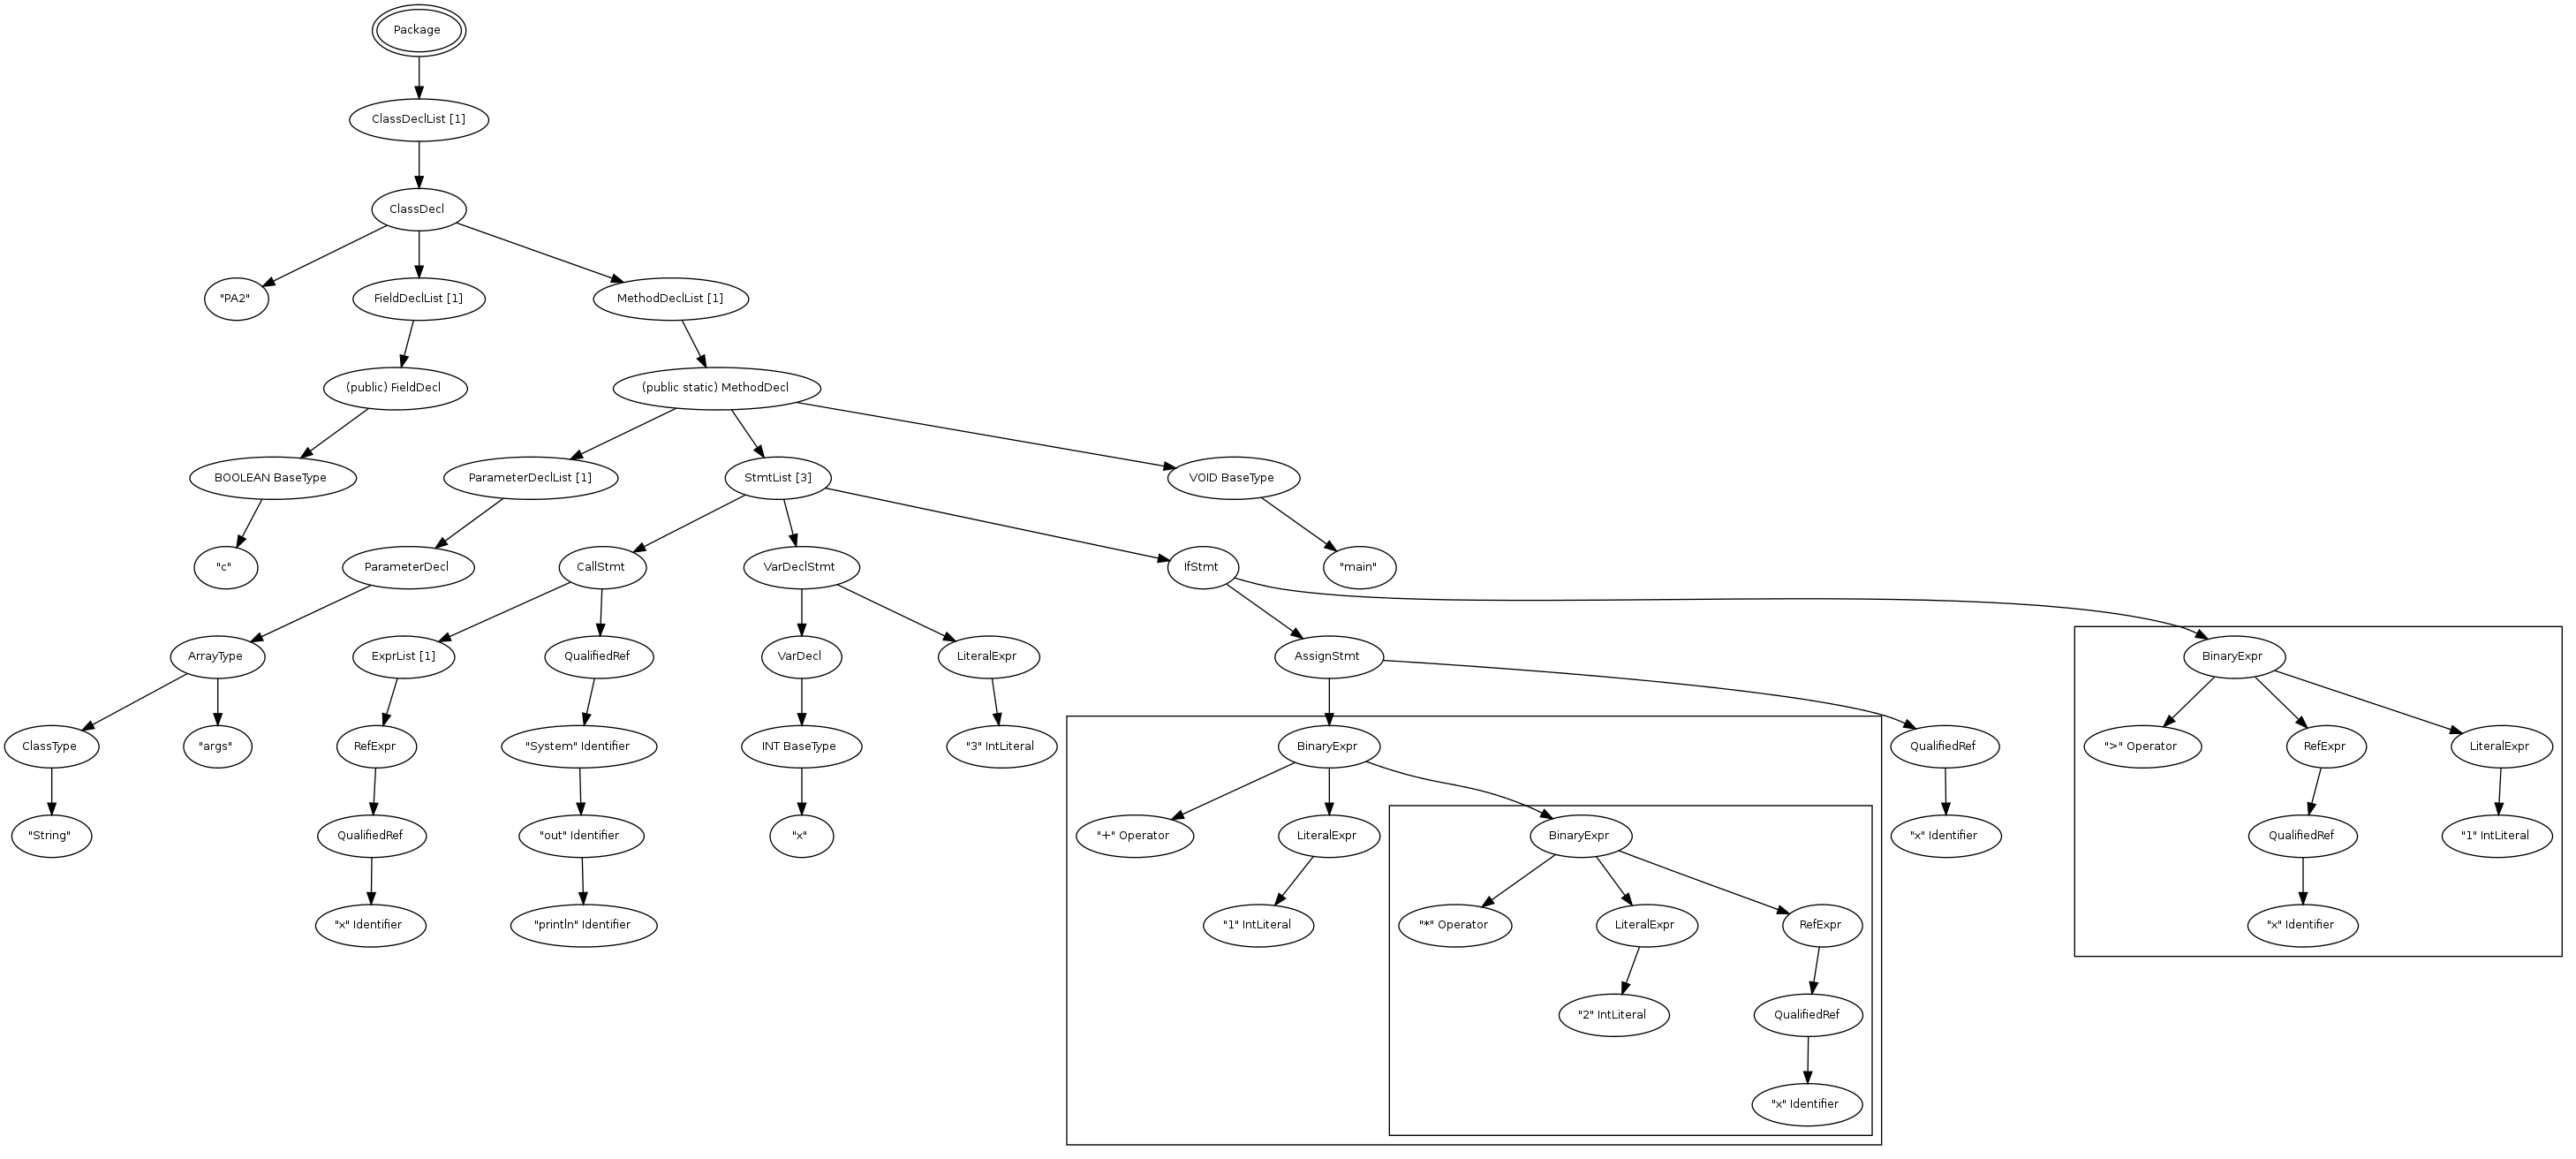 Package
ClassDeclList [1]
ClassDecl
"PA2"
FieldDeclList [1]
MethodDeclList [1]
(public) FieldDecl
(public static) MethodDecl
BOOLEAN BaseType
ParameterDeclList [1]
StmtList [3]
VOID BaseType
"c"
ParameterDecl
CallStmt
VarDeclStmt
IfStmt
"main"
ArrayType
ExprList [1]
QualifiedRef
VarDecl
LiteralExpr
AssignStmt
BinaryExpr
ClassType
"args"
RefExpr
"System" Identifier
INT BaseType
"3" IntLiteral
BinaryExpr
QualifiedRef
">" Operator
RefExpr
LiteralExpr
"String"
QualifiedRef
"out" Identifier
"x"
"+" Operator
LiteralExpr
BinaryExpr
"x" Identifier
QualifiedRef
"1" IntLiteral
"x" Identifier
"println" Identifier
"1" IntLiteral
"*" Operator
LiteralExpr
RefExpr
"x" Identifier
"2" IntLiteral
QualifiedRef
"x" Identifier